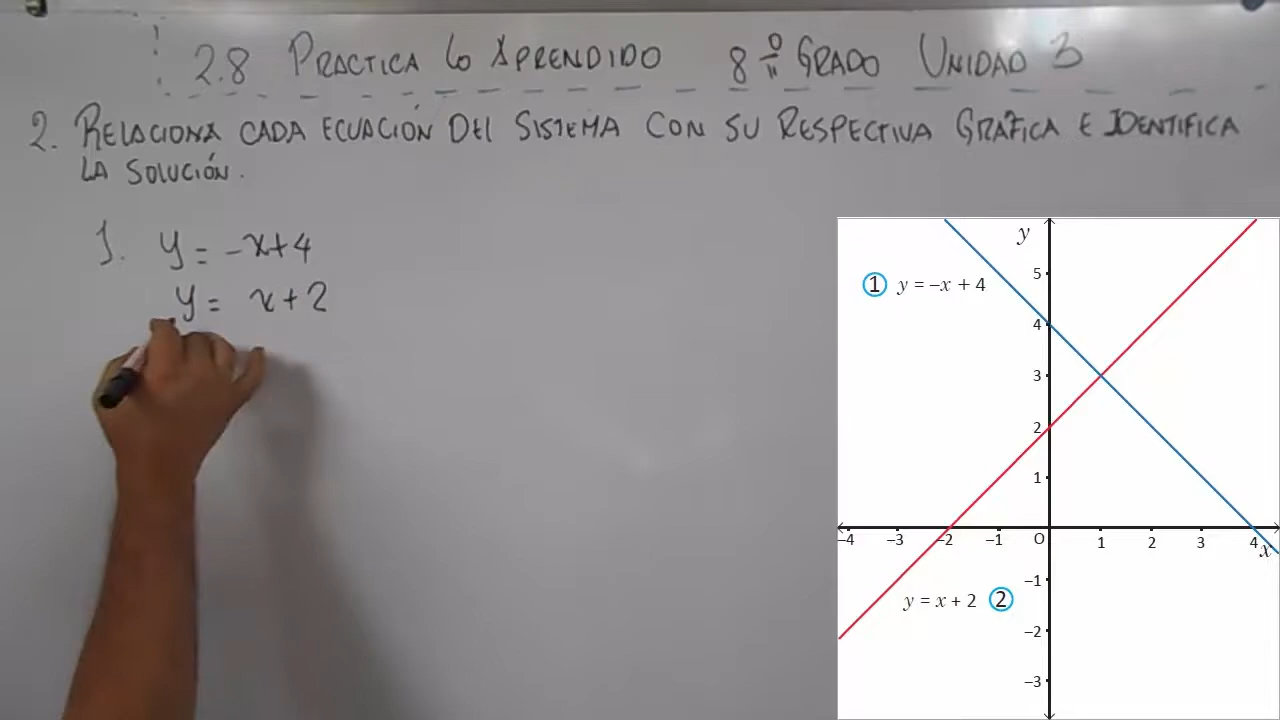 2.8 PRACTICA LO APRENDIDO 8º GRADO UNIDAD 3
2. RELACIONA CADA ECUACIÓN DEL SISTEMA CON SU RESPECTIVA GRÁFICA E IDENTIFICA
LA SOLUCIÓN.
1. y = -x+4
y = x+2
y
5
① y = –x + 4
4
3
2
1
–4 –3 –2 –1 O 1 2 3 4 x
–1
y = x + 2 ②
–2
–3